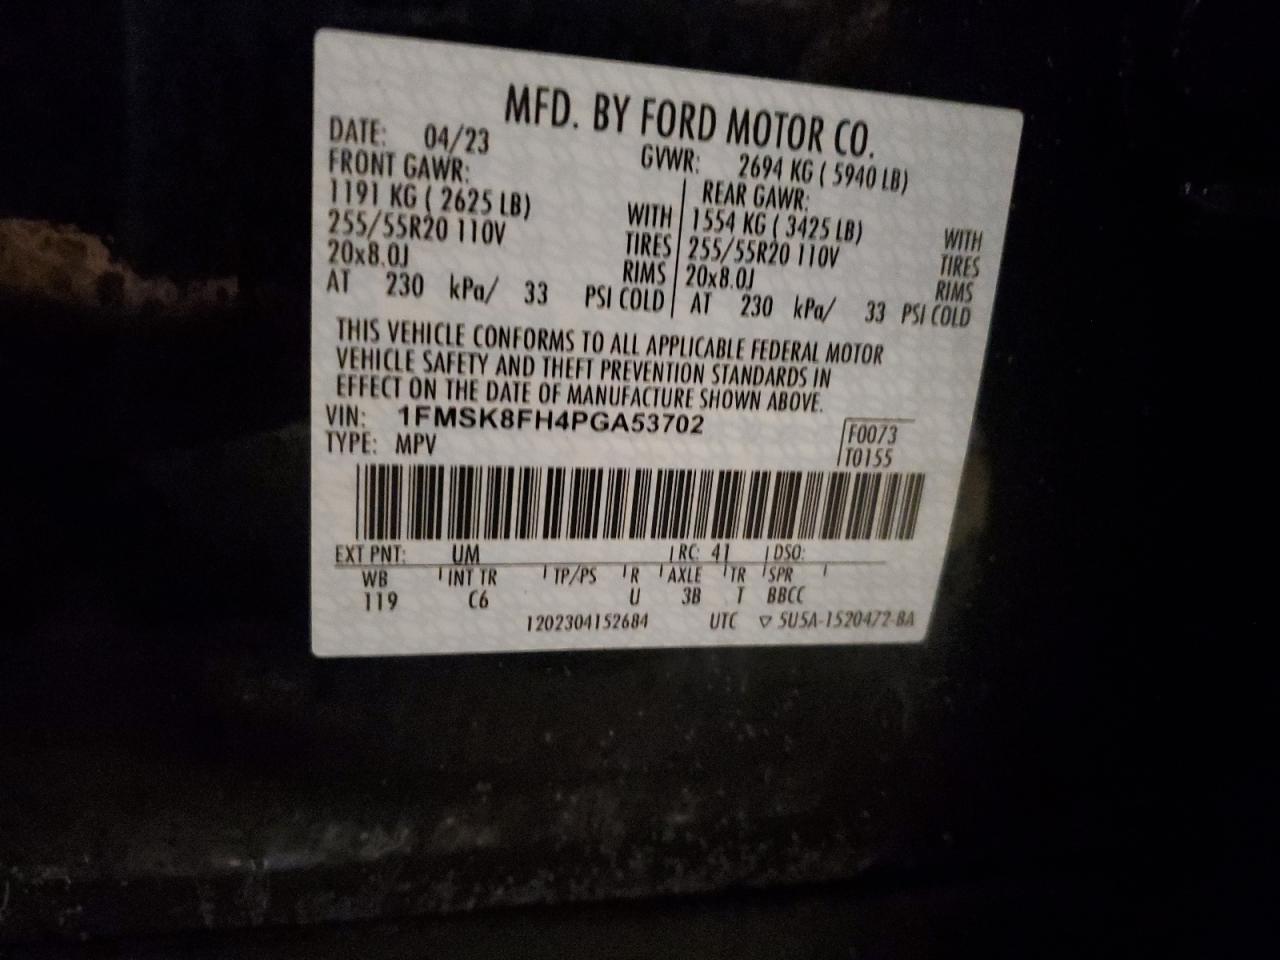 MFD. BY FORD MOTOR CO.
DATE: 04/23 GVWR: 2694 KG ( 5940 LB)
FRONT GAWR: REAR GAWR:
1191 KG ( 2625 LB) WITH 1554 KG ( 3425 LB) WITH
255/55R20 110V TIRES 255/55R20 110V TIRES
20x8.0J RIMS 20x8.0J RIMS
AT 230 kPa/ 33 PSI COLD AT 230 kPa/ 33 PSI COLD
THIS VEHICLE CONFORMS TO ALL APPLICABLE FEDERAL MOTOR
VEHICLE SAFETY AND THEFT PREVENTION STANDARDS IN
EFFECT ON THE DATE OF MANUFACTURE SHOWN ABOVE.
VIN: 1FMSK8FH4PGA53702 F0073
TYPE: MPV T0155
EXT PNT: UM RC: 41 DSO:
WB INT TR TP/PS R AXLE TR SPR
119 C6 U 3B T BBCC
1202304152684 UTC ▽ 5U5A-1520472-BA